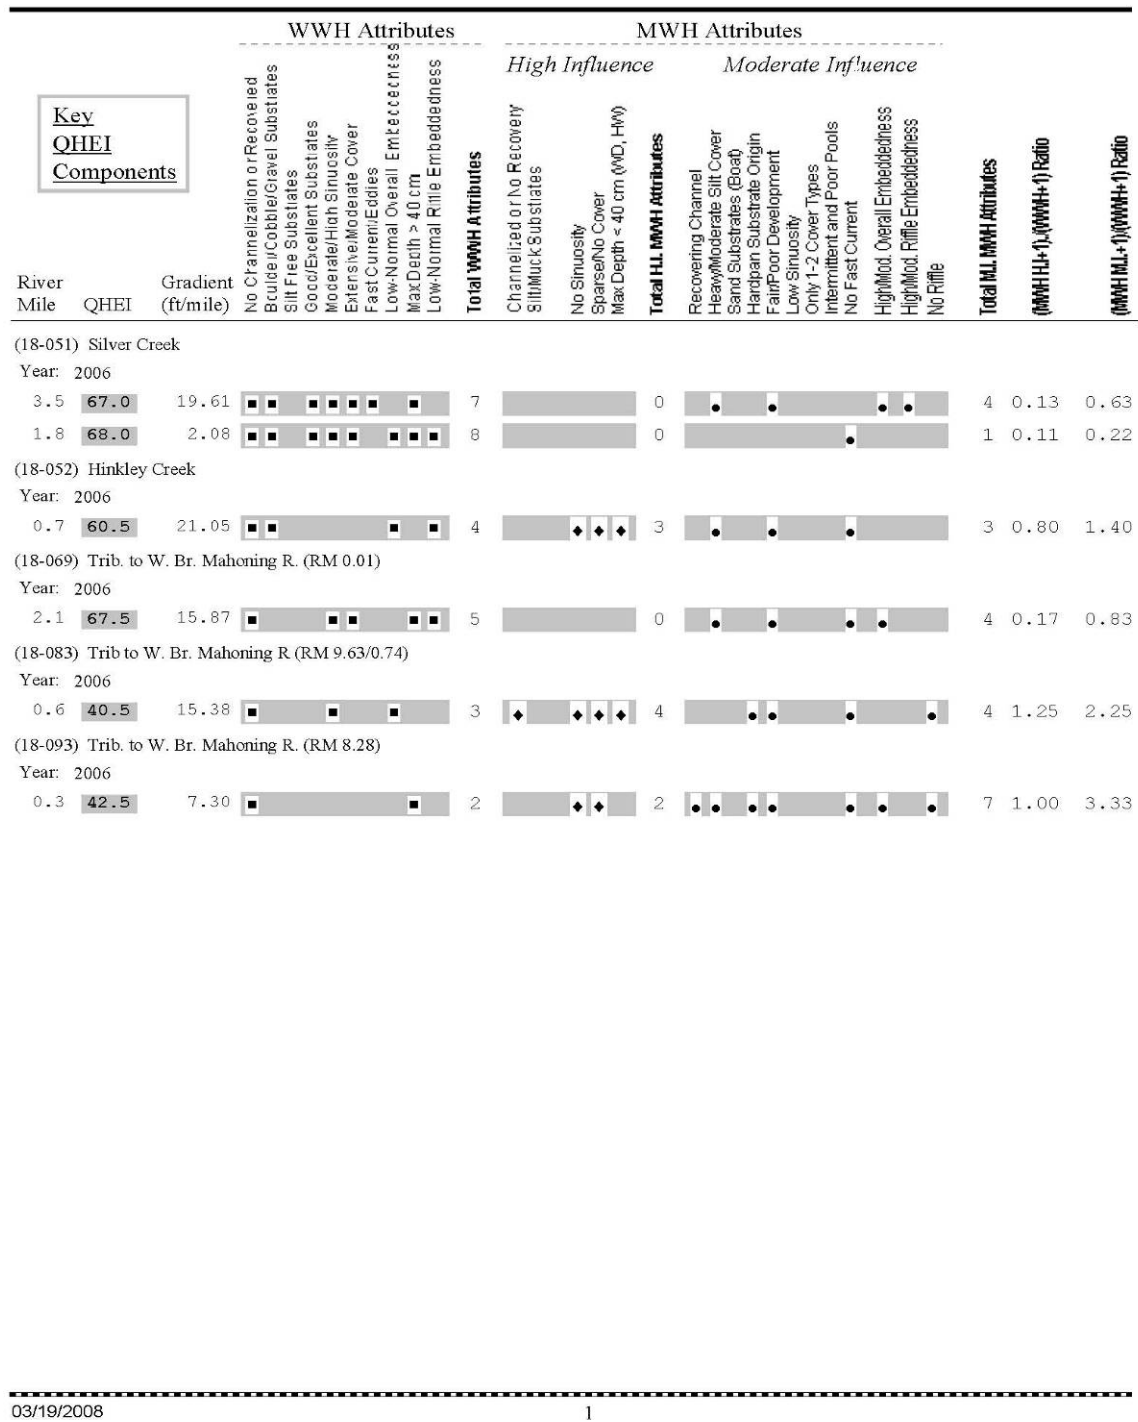 WWH Attributes
MWH Attributes
High Influence
Moderate Influence
Key
QHEI
Components
River
Mile
QHEI
Gradient
(ft/mile)
No Channelization or Recovered
Boulder/Cobble/Gravel Substrates
Silt Free Substrates
Good/Excellent Substrates
Moderate/High Sinuosity
Extensive/Moderate Cover
Fast Current/Eddies
Low-Normal Overall Embeddedness
Max Depth > 40 cm
Low-Normal Riffle Embeddedness
Total WWH Attributes
Channelized or No Recovery
Silt/Muck Substrates
No Sinuosity
Sparse/No Cover
Max Depth < 40 cm (WD, HW)
Total H.I. MWH Attributes
Recovering Channel
Heavy/Moderate Silt Cover
Sand Substrates (Boat)
Hardpan Substrate Origin
Fair/Poor Development
Low Sinuosity
Only 1-2 Cover Types
Intermittent and Poor Pools
No Fast Current
High/Mod. Overall Embeddedness
High/Mod. Riffle Embeddedness
No Riffle
Total M.I. MWH Attributes
(MWH H.I.+1)./(WWH+1) Ratio
(MWH M.I.+1)/(WWH+1) Ratio
(18-051) Silver Creek
Year: 2006
3.5 67.0 19.61 7 0 4 0.13 0.63
1.8 68.0 2.08 8 0 1 0.11 0.22
(18-052) Hinkley Creek
Year: 2006
0.7 60.5 21.05 4 3 3 0.80 1.40
(18-069) Trib. to W. Br. Mahoning R. (RM 0.01)
Year: 2006
2.1 67.5 15.87 5 0 4 0.17 0.83
(18-083) Trib to W. Br. Mahoning R (RM 9.63/0.74)
Year: 2006
0.6 40.5 15.38 3 4 4 1.25 2.25
(18-093) Trib. to W. Br. Mahoning R. (RM 8.28)
Year: 2006
0.3 42.5 7.30 2 2 7 1.00 3.33
03/19/2008
1